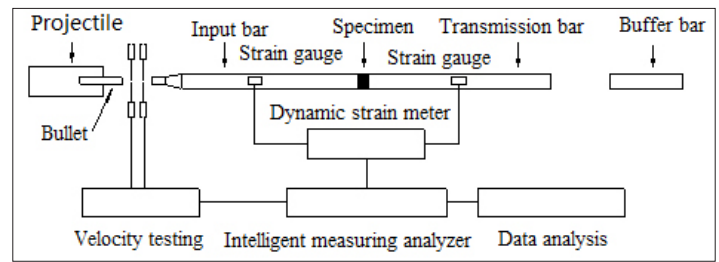 Projectile
Input bar
Specimen
Transmission bar
Buffer bar
Strain gauge
Strain gauge
Bullet
Dynamic strain meter
Velocity testing
Intelligent measuring analyzer
Data analysis